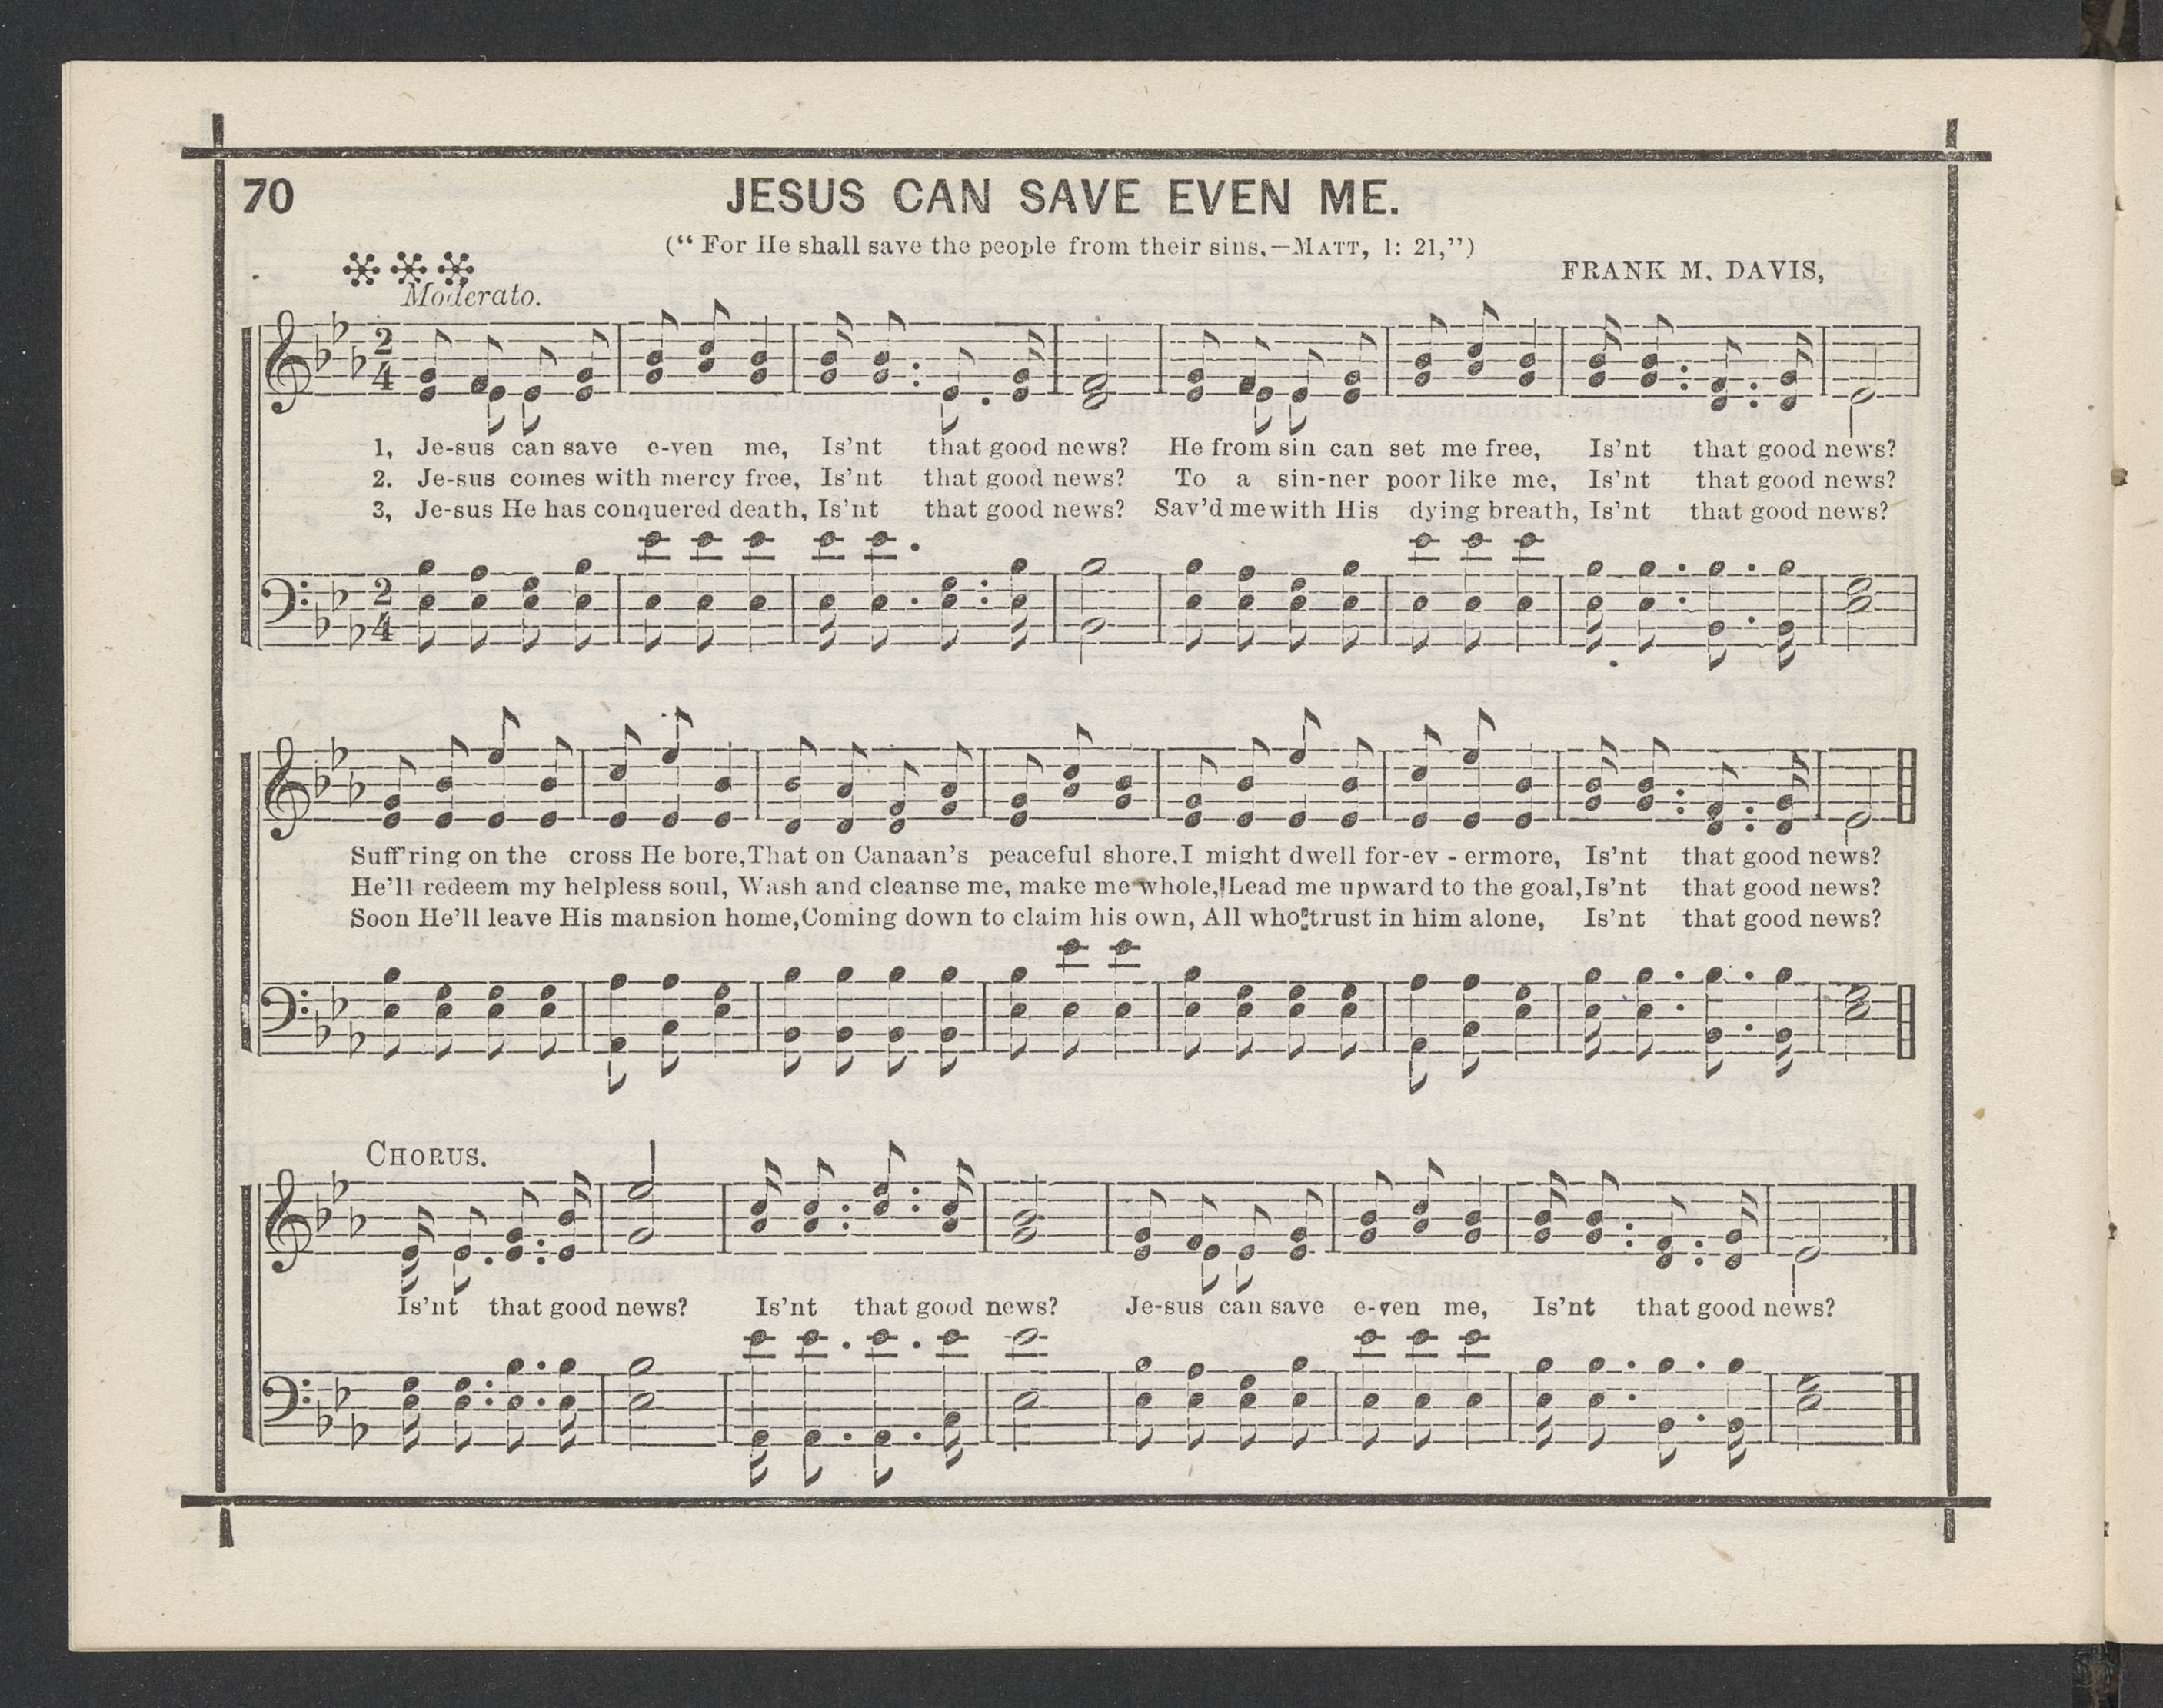 70
JESUS CAN SAVE EVEN ME.
(“ For He shall save the people from their sins.—MATT, 1: 21,”)
FRANK M. DAVIS,
Moderato.
2
4
1, Je-sus can save e-ven me, Is'nt that good news? He from sin can set me free, Is'nt that good news?
2. Je-sus comes with mercy free, Is'nt that good news? To a sin-ner poor like me, Is'nt that good news?
3, Je-sus He has conquered death, Is'nt that good news? Sav'd me with His dying breath, Is'nt that good news?
2
4
Suff'ring on the cross He bore, That on Canaan's peaceful shore, I might dwell for-ev - ermore, Is'nt that good news?
He'll redeem my helpless soul, Wash and cleanse me, make me whole, Lead me upward to the goal, Is'nt that good news?
Soon He'll leave His mansion home, Coming down to claim his own, All who trust in him alone, Is'nt that good news?
CHORUS.
Is'nt that good news? Is'nt that good news? Je-sus can save e-ven me, Is'nt that good news?